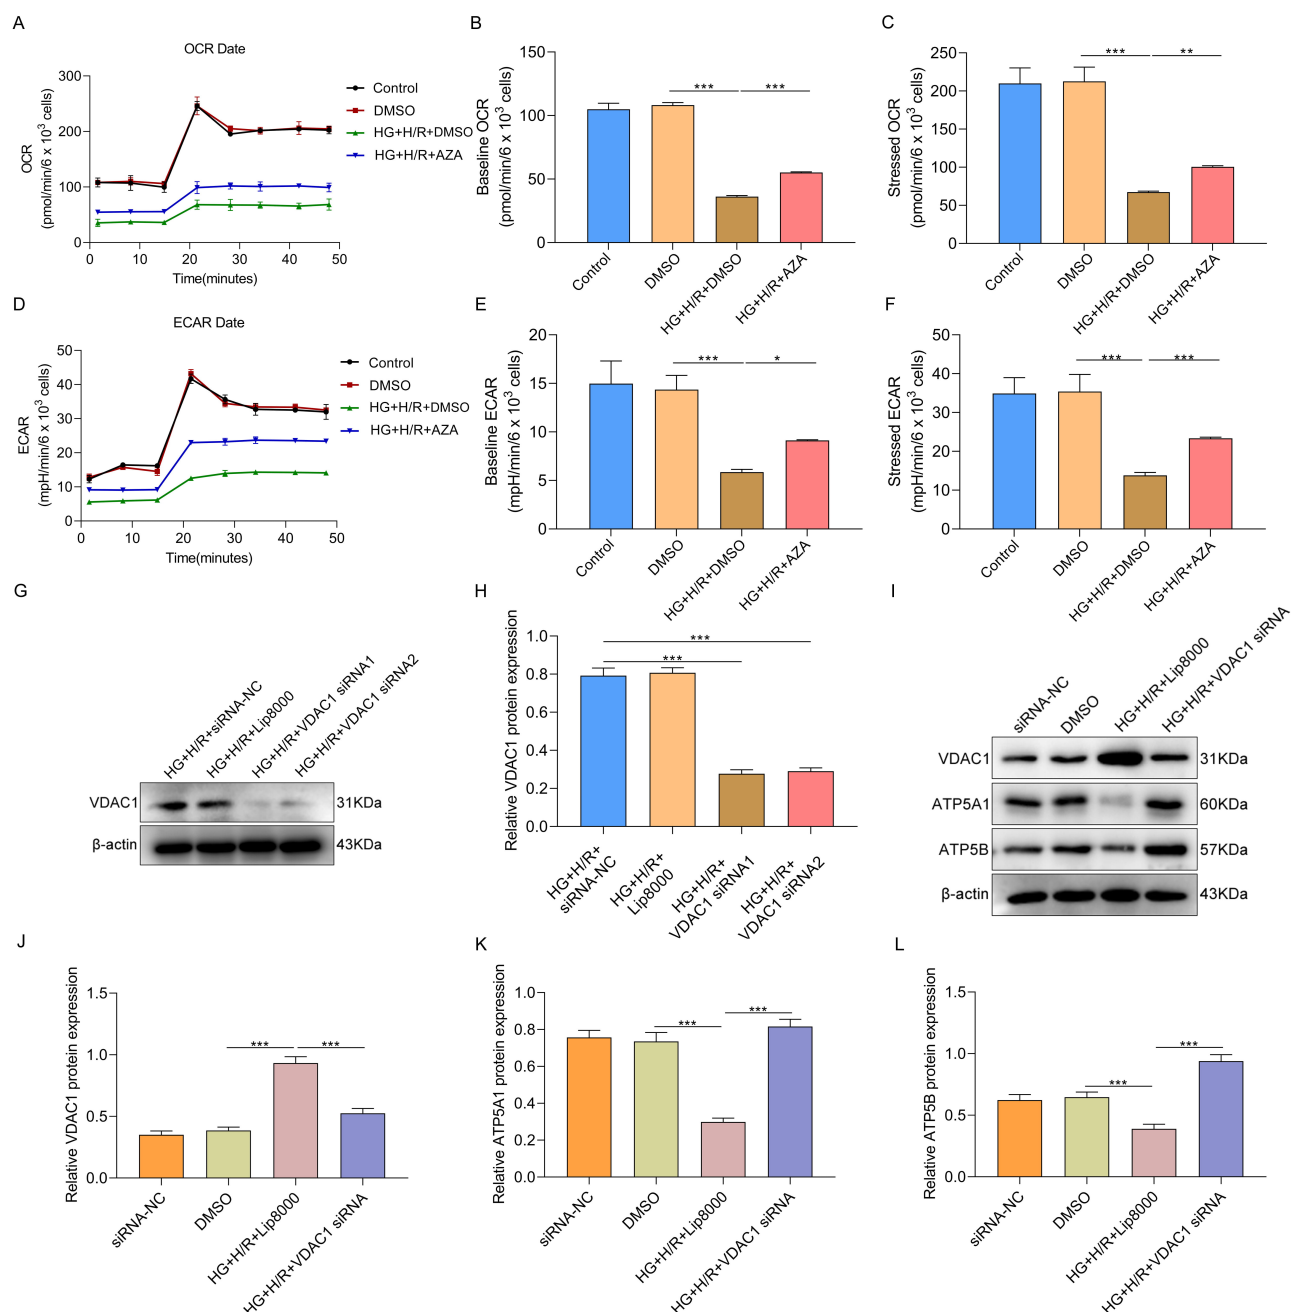 A
OCR Date
OCR
(pmol/min/6 x 10³ cells)
300
200
100
0
0 10 20 30 40 50
Time(minutes)
Control
DMSO
HG+H/R+DMSO
HG+H/R+AZA
B
Baseline OCR
(pmol/min/6 x 10³ cells)
150
100
50
0
*** ***
Control
DMSO
HG+H/R+DMSO
HG+H/R+AZA
C
Stressed OCR
(pmol/min/6 x 10³ cells)
250
200
150
100
50
0
*** **
Control
DMSO
HG+H/R+DMSO
HG+H/R+AZA
D
ECAR Date
ECAR
(mpH/min/6 x 10³ cells)
50
40
30
20
10
0
0 10 20 30 40 50
Time(minutes)
Control
DMSO
HG+H/R+DMSO
HG+H/R+AZA
E
Baseline ECAR
(mpH/min/6 x 10³ cells)
20
15
10
5
0
*** *
Control
DMSO
HG+H/R+DMSO
HG+H/R+AZA
F
Stressed ECAR
(mpH/min/6 x 10³ cells)
50
40
30
20
10
0
*** ***
Control
DMSO
HG+H/R+DMSO
HG+H/R+AZA
G
HG+H/R+siRNA-NC
HG+H/R+Lip8000
HG+H/R+VDAC1 siRNA1
HG+H/R+VDAC1 siRNA2
VDAC1 31KDa
β-actin 43KDa
H
Relative VDAC1 protein expression
1.0
0.8
0.6
0.4
0.2
0.0
***
***
HG+H/R+
siRNA-NC
HG+H/R+
Lip8000
HG+H/R+
VDAC1 siRNA1
HG+H/R+
VDAC1 siRNA2
I
siRNA-NC
DMSO
HG+H/R+Lip8000
HG+H/R+VDAC1 siRNA
VDAC1 31KDa
ATP5A1 60KDa
ATP5B 57KDa
β-actin 43KDa
J
Relative VDAC1 protein expression
1.5
1.0
0.5
0.0
*** ***
siRNA-NC
DMSO
HG+H/R+Lip8000
HG+H/R+VDAC1 siRNA
K
Relative ATP5A1 protein expression
1.0
0.8
0.6
0.4
0.2
0.0
***
***
siRNA-NC
DMSO
HG+H/R+Lip8000
HG+H/R+VDAC1 siRNA
L
Relative ATP5B protein expression
1.5
1.0
0.5
0.0
***
***
siRNA-NC
DMSO
HG+H/R+Lip8000
HG+H/R+VDAC1 siRNA